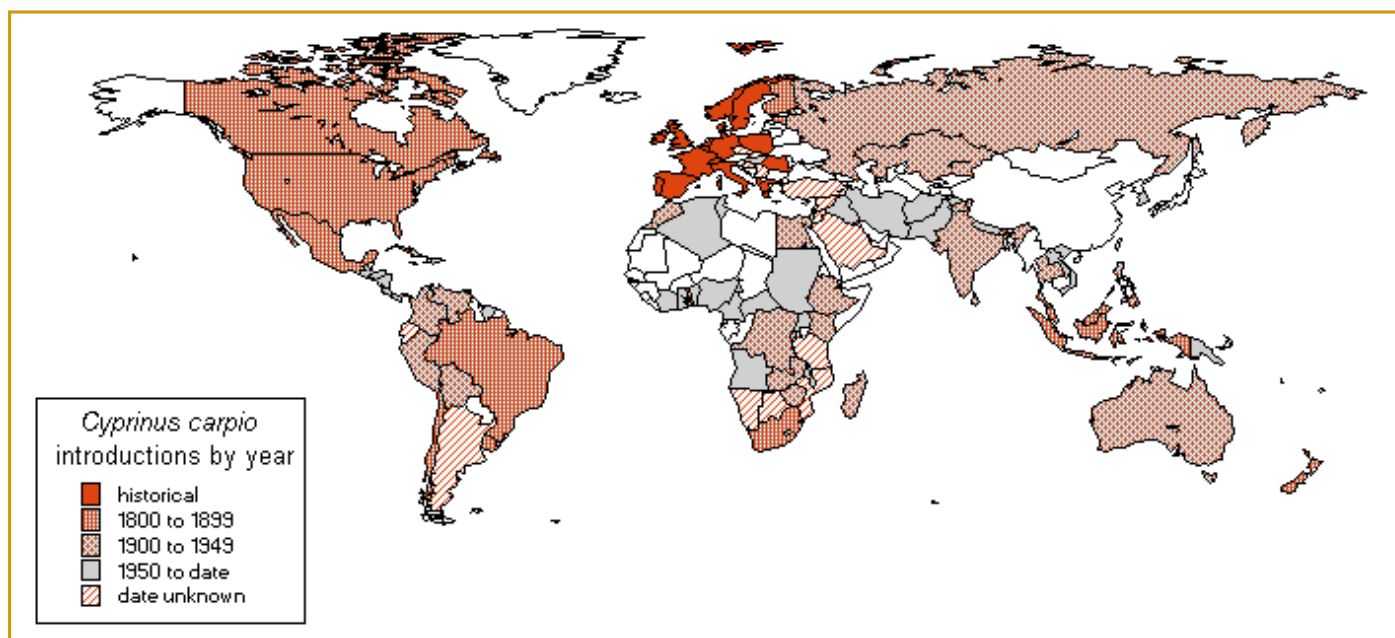 Cyprinus carpio
introductions by year
historical
1800 to 1899
1900 to 1949
1950 to date
date unknown